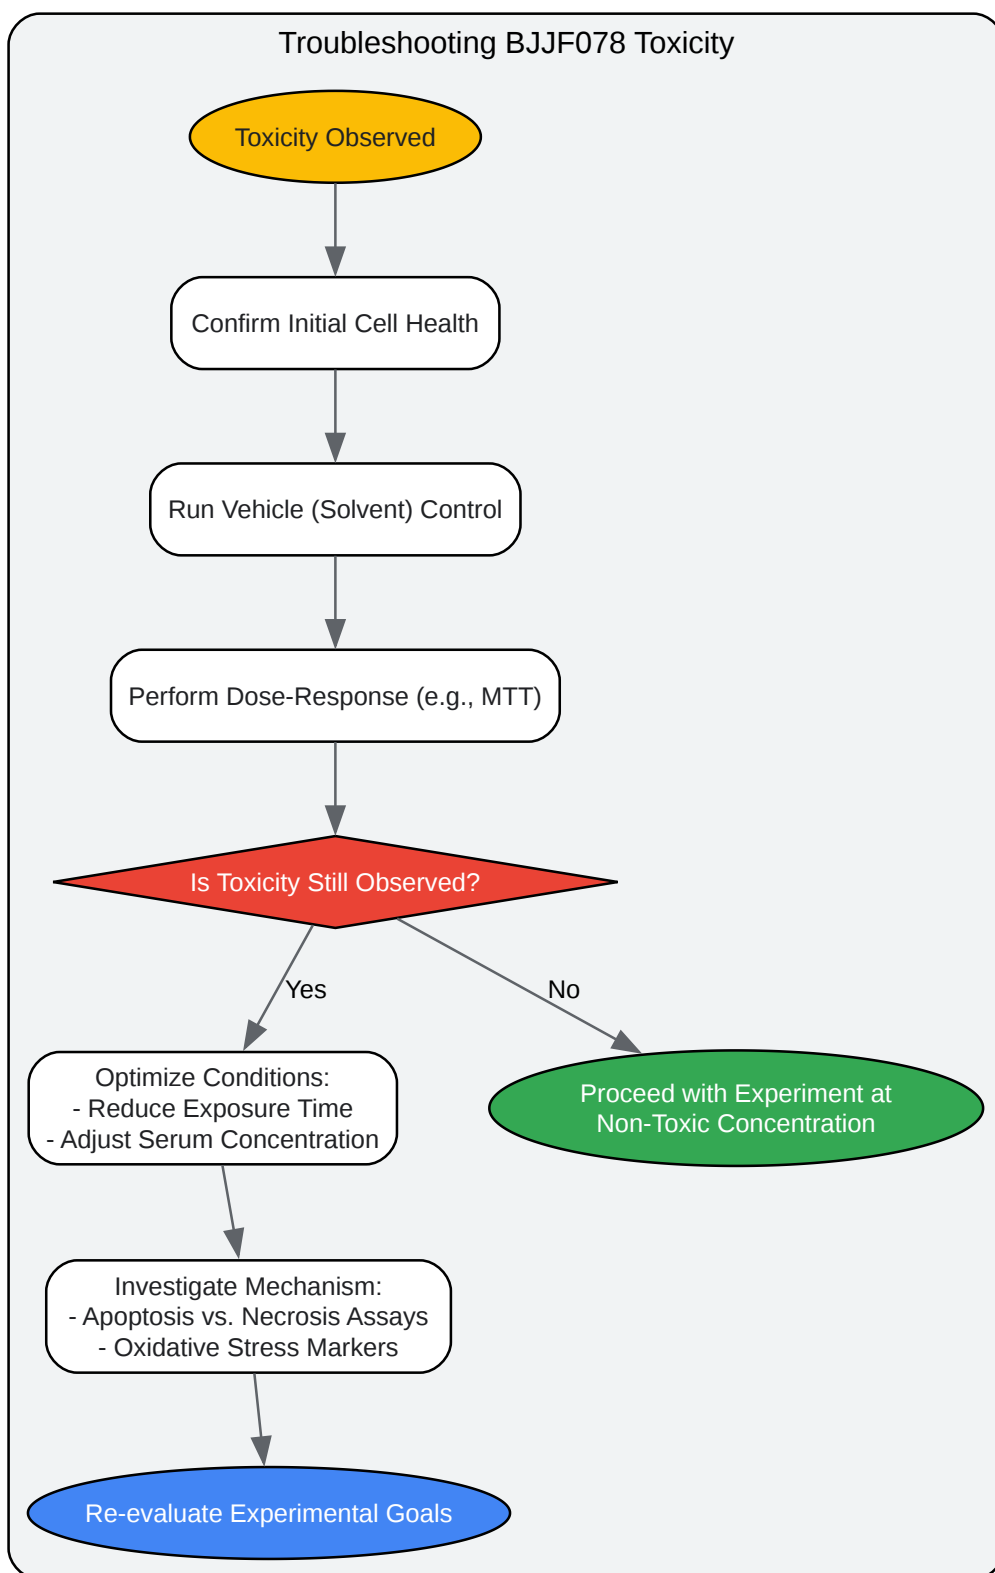 Troubleshooting BJJF078 Toxicity
Toxicity Observed
Confirm Initial Cell Health
Run Vehicle (Solvent) Control
Perform Dose-Response (e.g., MTT)
Is Toxicity Still Observed?
Yes
No
Optimize Conditions:
- Reduce Exposure Time
- Adjust Serum Concentration
Proceed with Experiment at
Non-Toxic Concentration
Investigate Mechanism:
- Apoptosis vs. Necrosis Assays
- Oxidative Stress Markers
Re-evaluate Experimental Goals